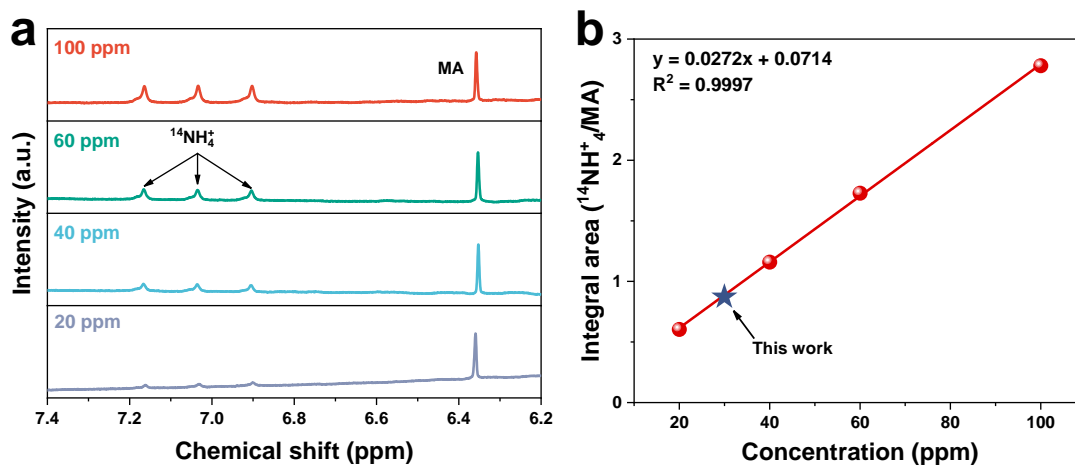 a
100 ppm
MA
60 ppm
¹⁴NH₄⁺
40 ppm
20 ppm
Intensity (a.u.)
7.4 7.2 7.0 6.8 6.6 6.4 6.2
Chemical shift (ppm)
b
y = 0.0272x + 0.0714
R² = 0.9997
This work
3
2
1
0
Integral area (¹⁴NH⁺₄/MA)
20 40 60 80 100
Concentration (ppm)